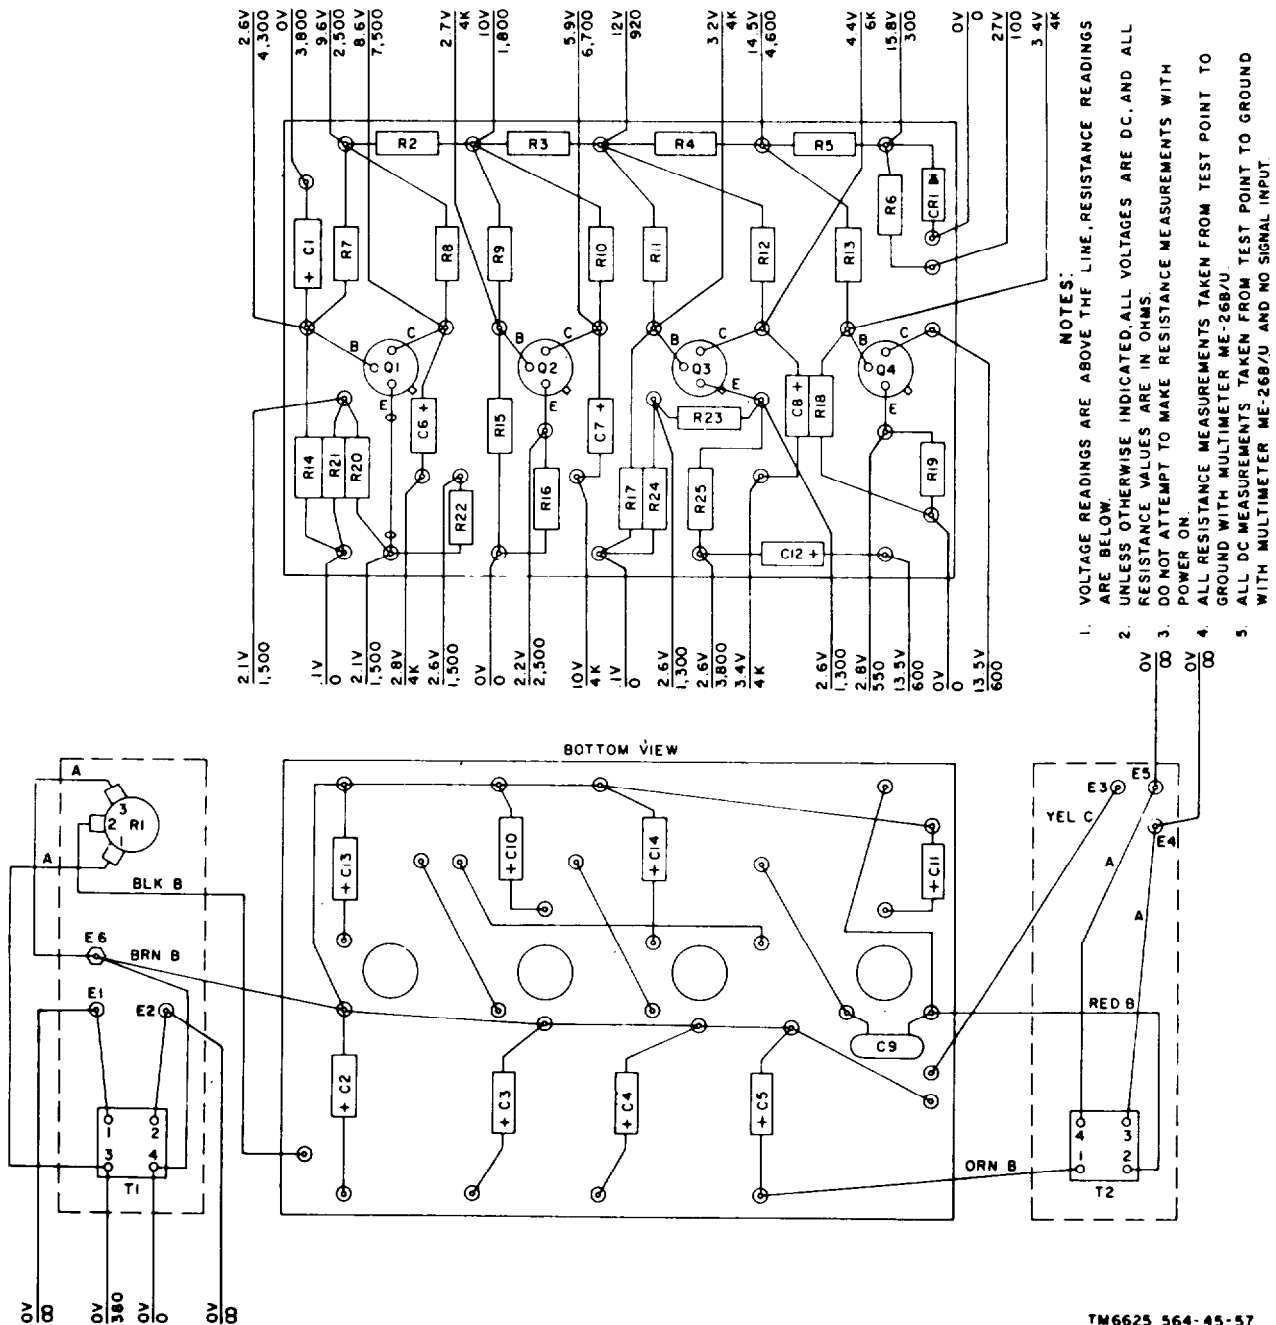 2.6V
4,300
0V
3,800
9.6V
2,500
8.6V
7,500
2.7V
4K
10V
1,800
5.9V
6,700
12V
920
3.2V
4K
14.5V
4,600
4.4V
6K
15.8V
300
0V
0
27V
100
3.4V
4K
R2
R3
R4
R5
+ C1
R7
R8
R9
R10
R11
R12
R13
R6
CR1
B
C
Q1
E
B
C
Q2
E
B
C
Q3
E
B
C
Q4
E
R14
R21
R20
C6 +
R22
R15
R16
C7 +
R17
R24
R23
R25
C8 +
R18
R19
C12 +
2.1V
1,500
.1V
0
2.1V
1,500
2.8V
4K
2.6V
1,500
0V
0
2.2V
2,500
10V
4K
.1V
0
2.6V
1,300
2.6V
3,800
3.4V
4K
2.6V
1,300
2.8V
550
13.5V
600
0V
0
13.5V
600
NOTES:
1. VOLTAGE READINGS ARE ABOVE THE LINE, RESISTANCE READINGS
ARE BELOW.
2. UNLESS OTHERWISE INDICATED, ALL VOLTAGES ARE DC, AND ALL
RESISTANCE VALUES ARE IN OHMS.
3. DO NOT ATTEMPT TO MAKE RESISTANCE MEASUREMENTS WITH
POWER ON.
4. ALL RESISTANCE MEASUREMENTS TAKEN FROM TEST POINT TO
GROUND WITH MULTIMETER ME-26B/U.
5. ALL DC MEASUREMENTS TAKEN FROM TEST POINT TO GROUND
WITH MULTIMETER ME-26B/U AND NO SIGNAL INPUT.
0V
∞
0V
∞
BOTTOM VIEW
A
3
2
R1
1
A
BLK B
E6
BRN B
E1
E2
1
2
3
4
T1
0V
∞
0V
380
0V
0
0V
∞
+ C13
+ C10
+ C14
+ C11
C9
+ C2
+ C3
+ C4
+ C5
E3
E5
YEL C
E4
A
A
RED B
4
3
1
2
T2
ORN B
TM6625 564-45-57